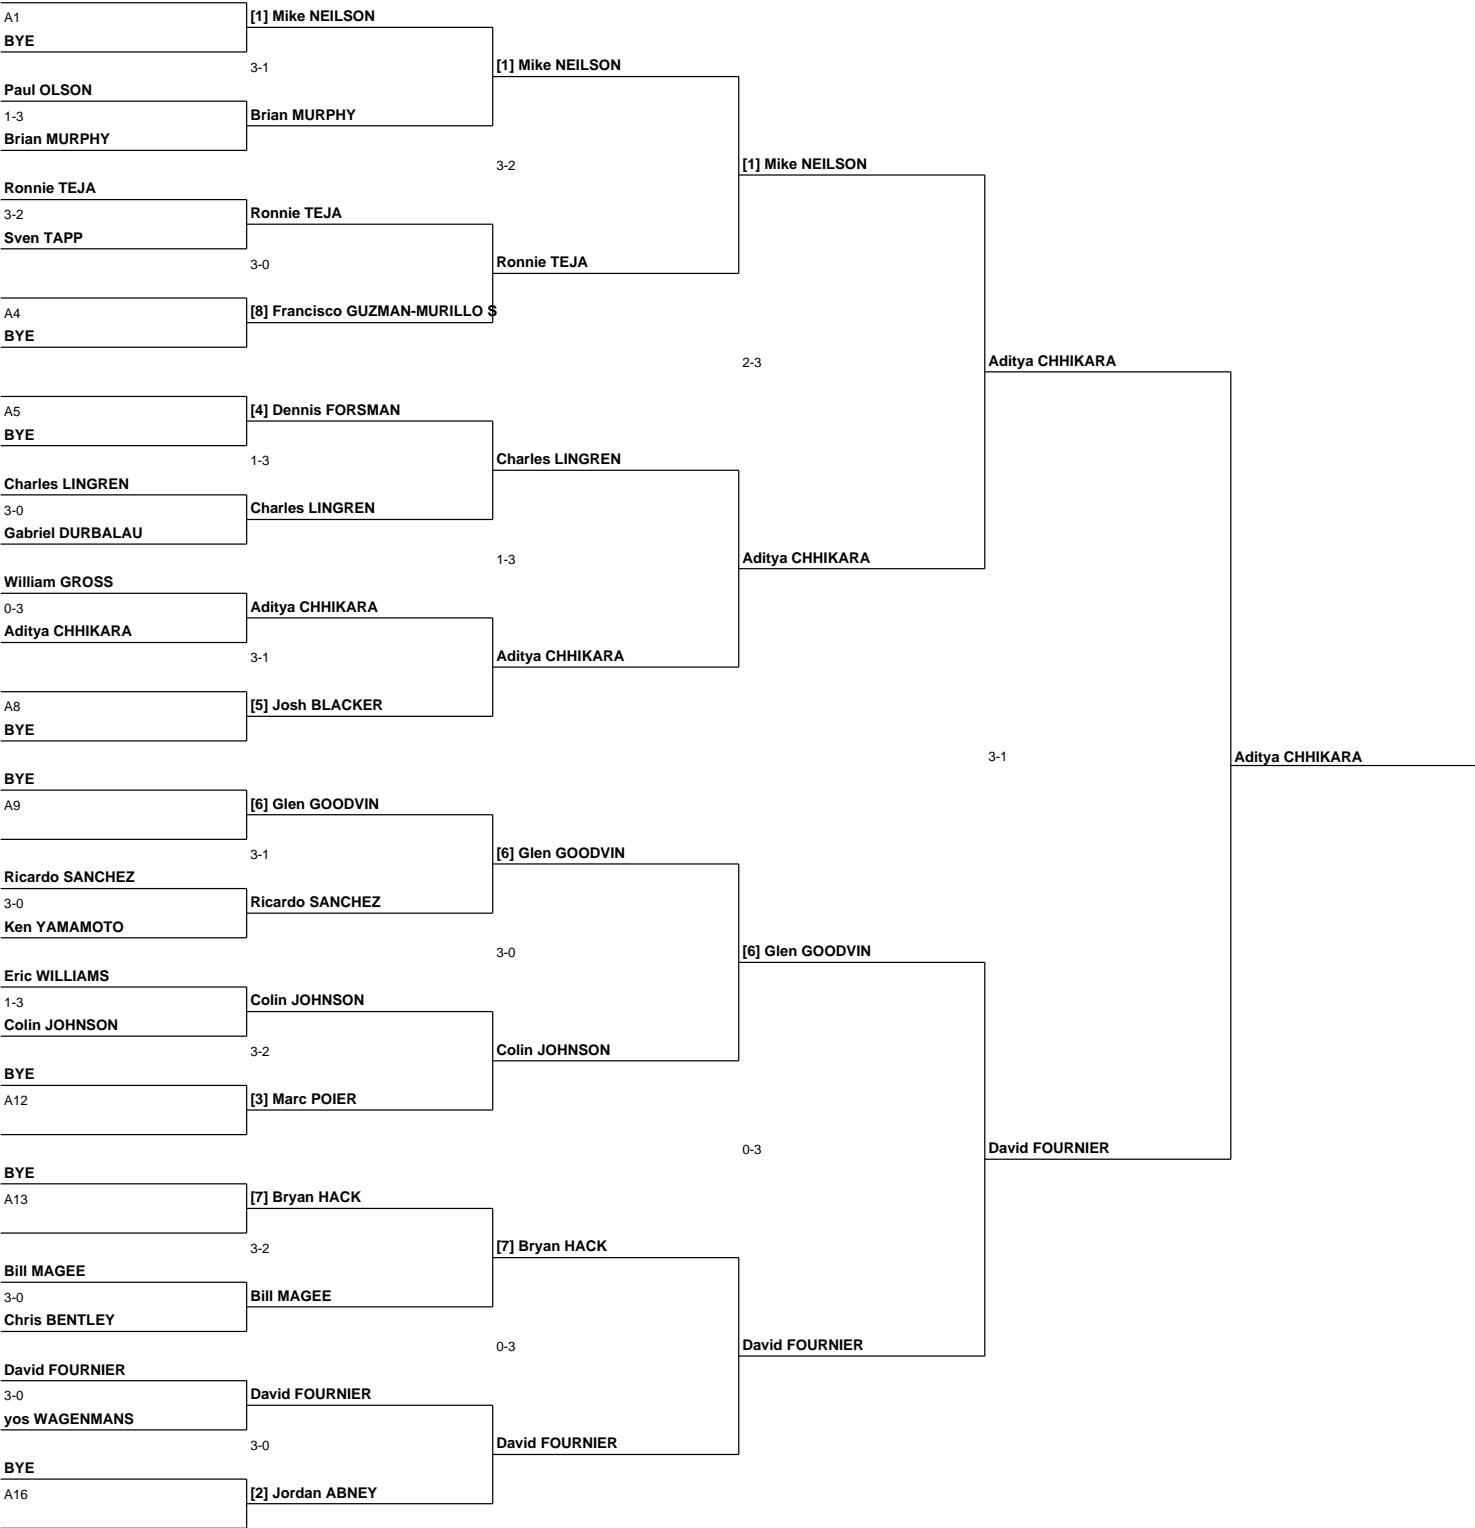 A1
[1] Mike NEILSON
BYE
3-1
[1] Mike NEILSON
Paul OLSON
1-3
Brian MURPHY
Brian MURPHY
3-2
[1] Mike NEILSON
Ronnie TEJA
3-2
Ronnie TEJA
Sven TAPP
3-0
Ronnie TEJA
A4
[8] Francisco GUZMAN-MURILLO S
BYE
2-3
Aditya CHHIKARA
A5
[4] Dennis FORSMAN
BYE
1-3
Charles LINGREN
Charles LINGREN
3-0
Charles LINGREN
Gabriel DURBALAU
1-3
Aditya CHHIKARA
William GROSS
0-3
Aditya CHHIKARA
Aditya CHHIKARA
3-1
Aditya CHHIKARA
A8
[5] Josh BLACKER
BYE
3-1
Aditya CHHIKARA
BYE
A9
[6] Glen GOODVIN
3-1
[6] Glen GOODVIN
Ricardo SANCHEZ
3-0
Ricardo SANCHEZ
Ken YAMAMOTO
3-0
[6] Glen GOODVIN
Eric WILLIAMS
1-3
Colin JOHNSON
Colin JOHNSON
3-2
Colin JOHNSON
BYE
A12
[3] Marc POIER
0-3
David FOURNIER
BYE
A13
[7] Bryan HACK
3-2
[7] Bryan HACK
Bill MAGEE
3-0
Bill MAGEE
Chris BENTLEY
0-3
David FOURNIER
David FOURNIER
3-0
David FOURNIER
yos WAGENMANS
3-0
David FOURNIER
BYE
A16
[2] Jordan ABNEY